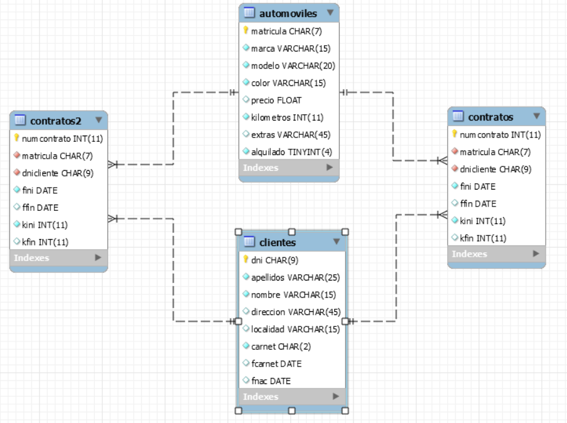 automoviles
matricula CHAR(7)
marca VARCHAR(15)
modelo VARCHAR(20)
color VARCHAR(15)
precio FLOAT
kilometros INT(11)
extras VARCHAR(45)
alquilado TINYINT(4)
Indexes
contratos2
numcontrato INT(11)
matricula CHAR(7)
dnicliente CHAR(9)
fini DATE
ffin DATE
kini INT(11)
kfin INT(11)
Indexes
contratos
numcontrato INT(11)
matricula CHAR(7)
dnicliente CHAR(9)
fini DATE
ffin DATE
kini INT(11)
kfin INT(11)
Indexes
clientes
dni CHAR(9)
apellidos VARCHAR(25)
nombre VARCHAR(15)
direccion VARCHAR(45)
localidad VARCHAR(15)
carnet CHAR(2)
fcarnet DATE
fnac DATE
Indexes